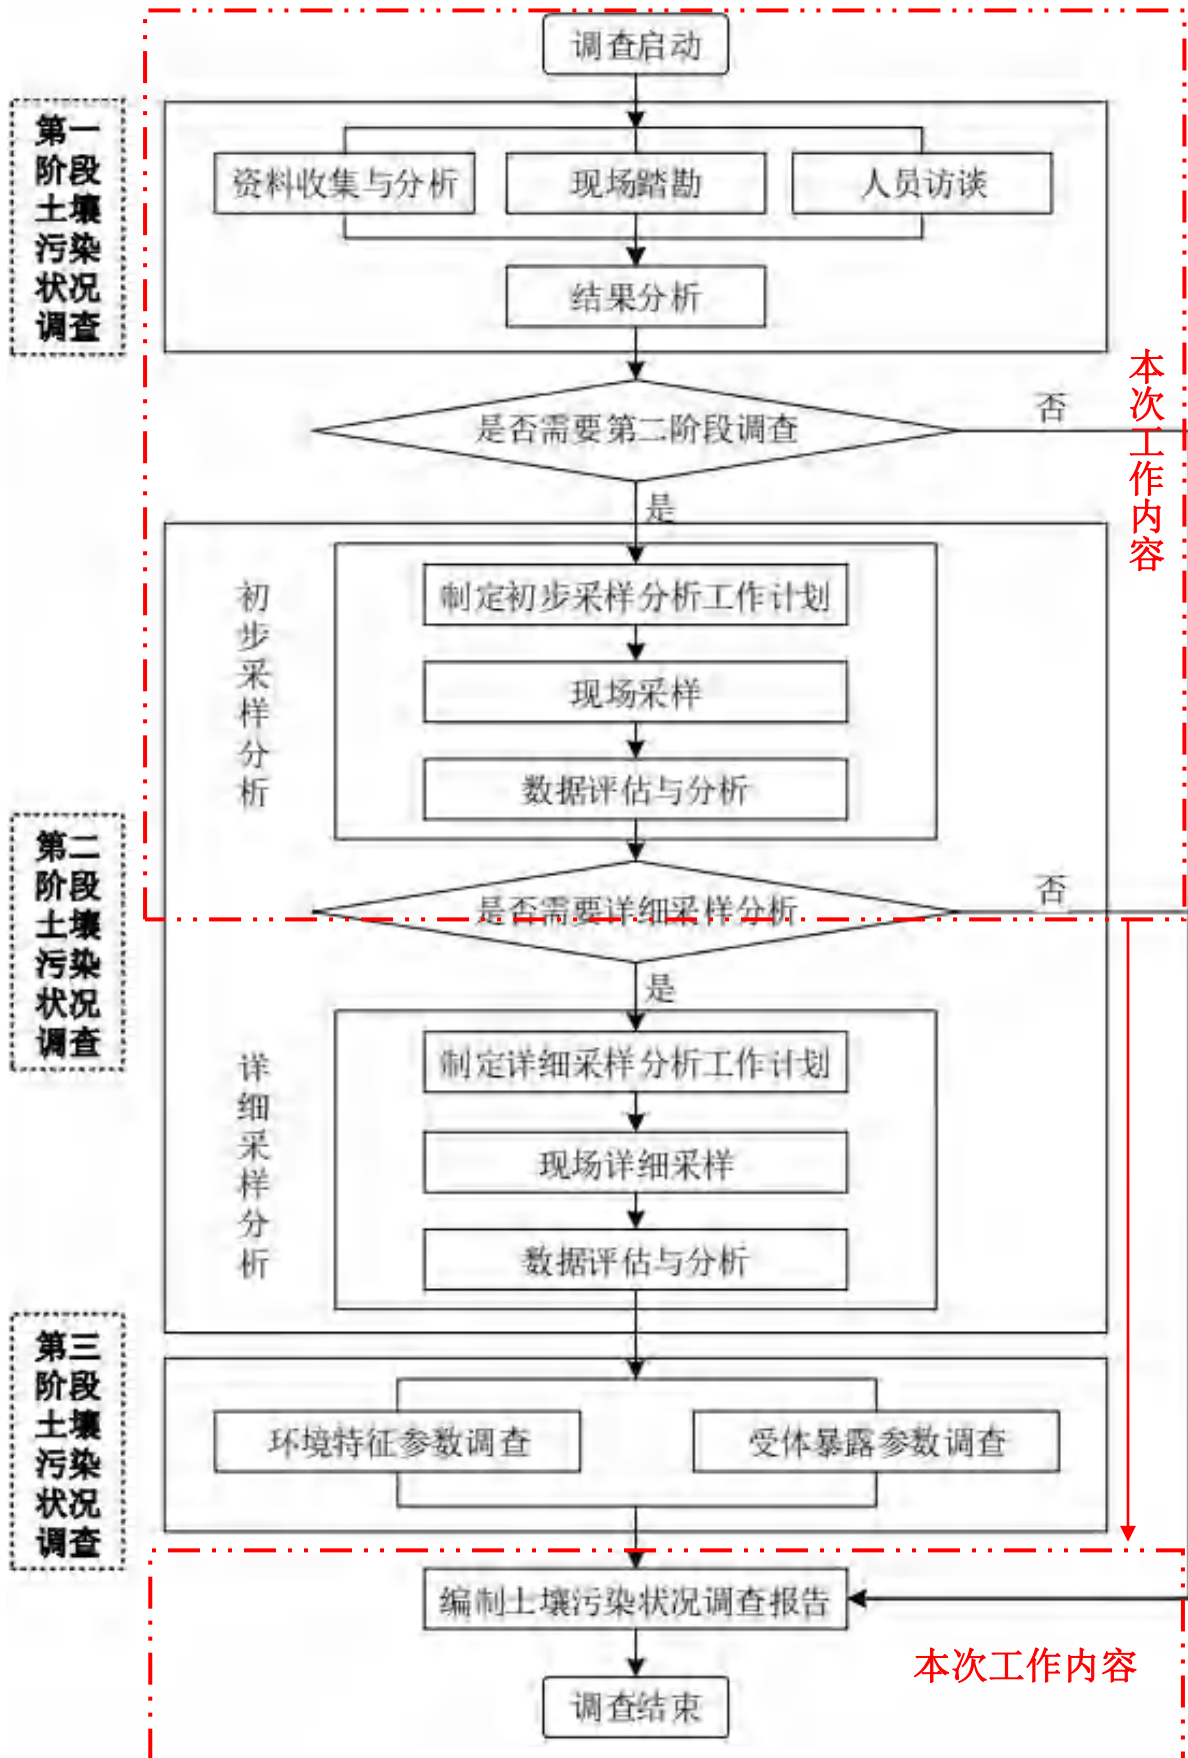 调查启动
第一
阶段
土壤
污染
状况
调查
资料收集与分析
现场踏勘
人员访谈
结果分析
是否需要第二阶段调查
否
本次工作内容
是
初步采样分析
制定初步采样分析工作计划
现场采样
数据评估与分析
第二
阶段
土壤
污染
状况
调查
是否需要详细采样分析
否
是
详细采样分析
制定详细采样分析工作计划
现场详细采样
数据评估与分析
第三
阶段
土壤
污染
状况
调查
环境特征参数调查
受体暴露参数调查
编制土壤污染状况调查报告
本次工作内容
调查结束